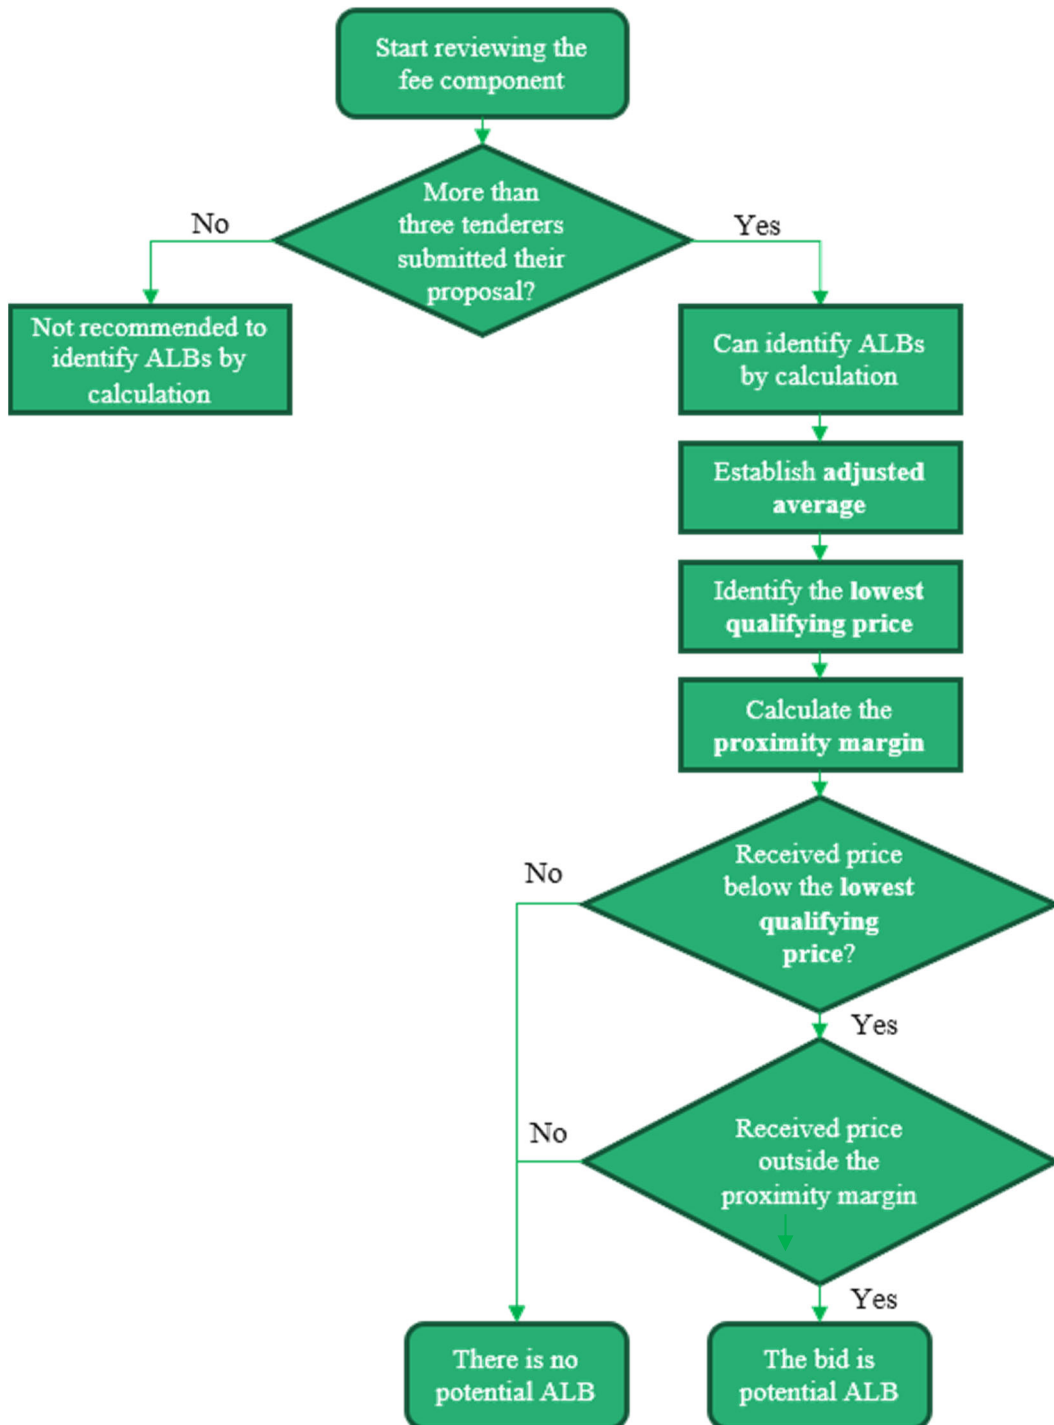 Start reviewing the
fee component
More than
three tenderers
submitted their
proposal?
No
Yes
Not recommended to
identify ALBs by
calculation
Can identify ALBs
by calculation
Establish adjusted
average
Identify the lowest
qualifying price
Calculate the
proximity margin
Received price
below the lowest
qualifying
price?
No
Yes
Received price
outside the
proximity margin
No
Yes
There is no
potential ALB
The bid is
potential ALB